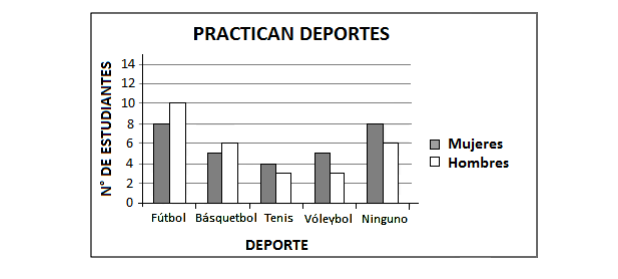 PRACTICAN DEPORTES
N° DE ESTUDIANTES
14
12
10
8
6
4
2
0
Fútbol Básquetbol Tenis Vóleybol Ninguno
DEPORTE
Mujeres
Hombres